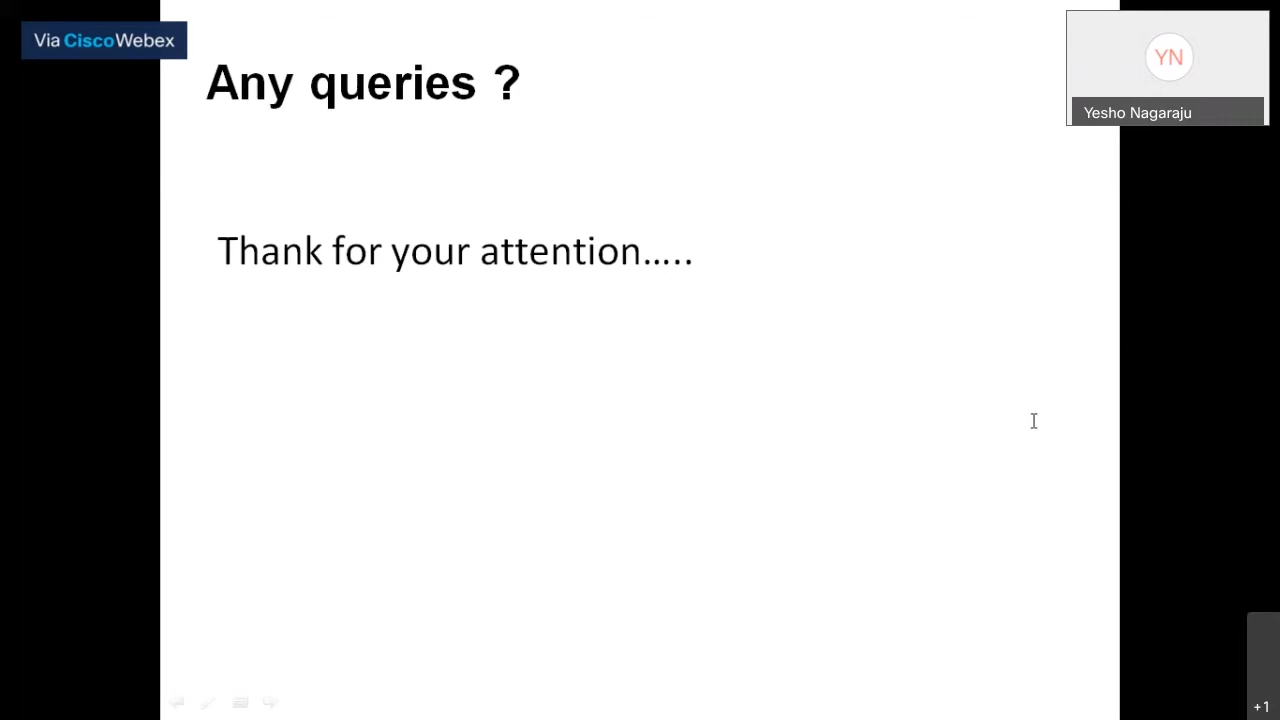 Via CiscoWebex
Any queries ?
YN
Yesho Nagaraju
Thank for your attention.....
+1